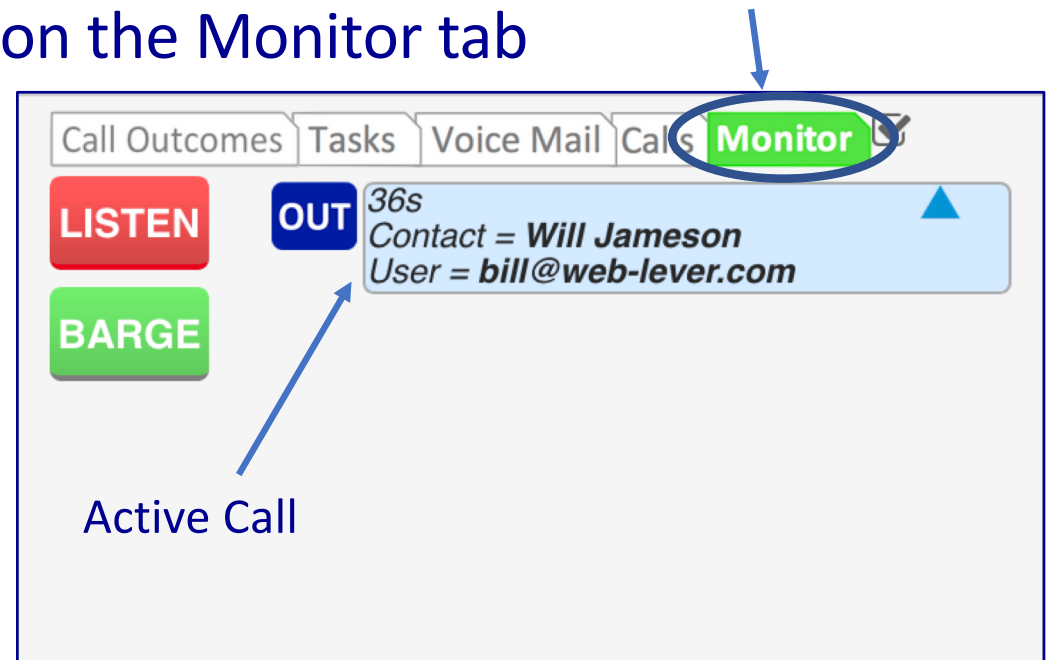 on the Monitor tab
Call Outcomes Tasks Voice Mail Calls Monitor
LISTEN
OUT
36s
Contact = Will Jameson
User = bill@web-lever.com
BARGE
Active Call